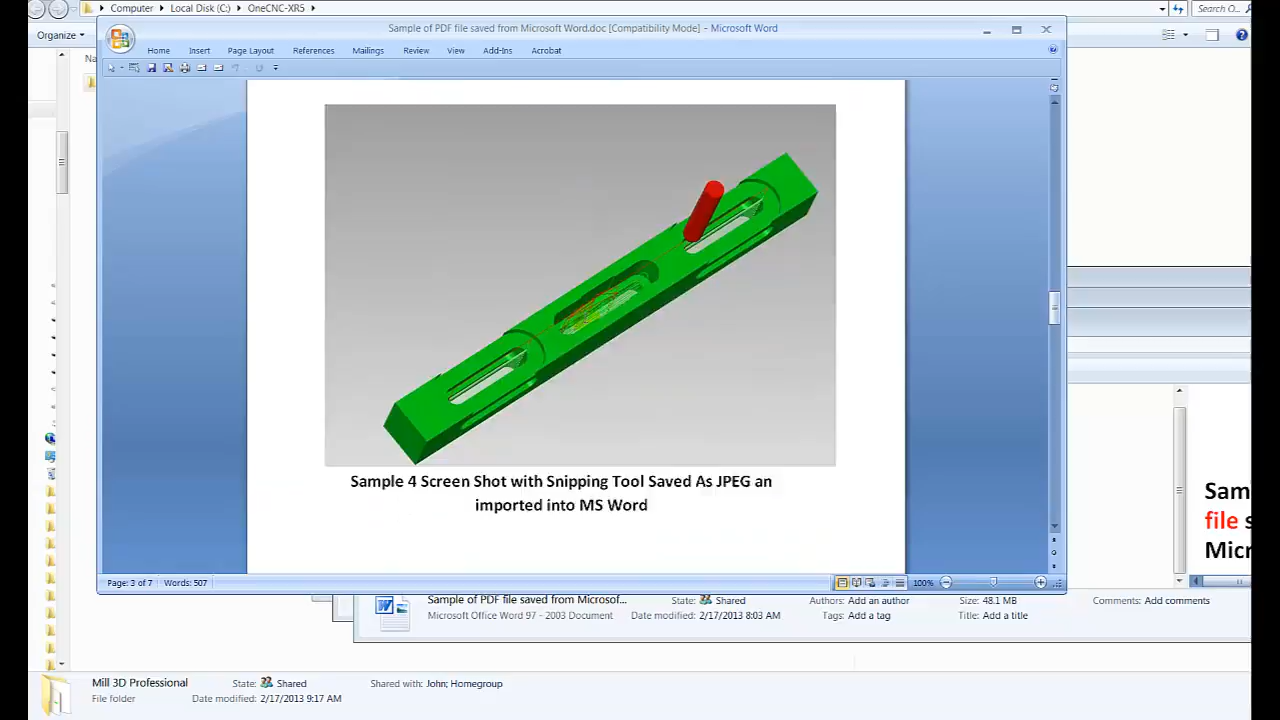 Computer ▸ Local Disk (C:) ▸ OneCNC-XR5 ▸
Search O...
Organize
Sample of PDF file saved from Microsoft Word.doc [Compatibility Mode] - Microsoft Word
Home Insert Page Layout References Mailings Review View Add-Ins Acrobat
Na
Sample 4 Screen Shot with Snipping Tool Saved As JPEG an
imported into MS Word
Sam
file s
Micr
Page: 3 of 7 Words: 507
100%
Sample of PDF file saved from Microsof... State: Shared Authors: Add an author Size: 48.1 MB Comments: Add comments
Microsoft Office Word 97 - 2003 Document Date modified: 2/17/2013 8:03 AM Tags: Add a tag Title: Add a title
Mill 3D Professional State: Shared Shared with: John; Homegroup
File folder Date modified: 2/17/2013 9:17 AM